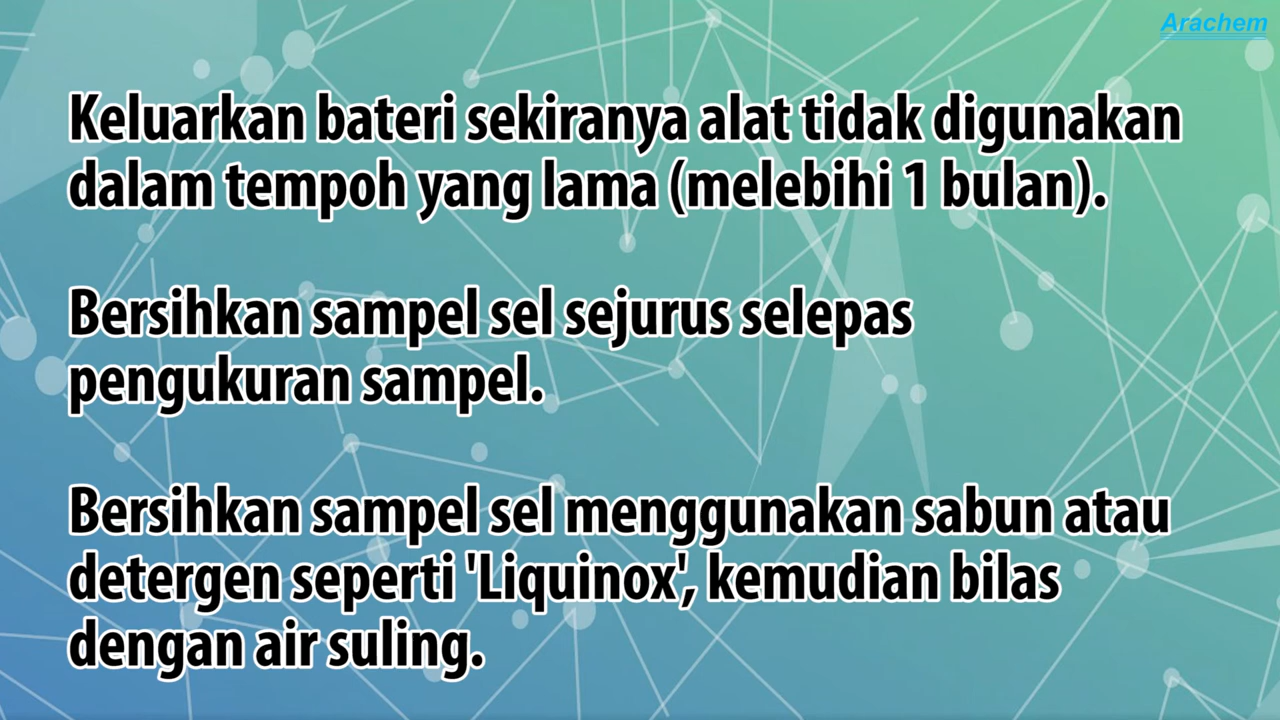 Arachem
Keluarkan bateri sekiranya alat tidak digunakan
dalam tempoh yang lama (melebihi 1 bulan).
Bersihkan sampel sel sejurus selepas
pengukuran sampel.
Bersihkan sampel sel menggunakan sabun atau
detergen seperti 'Liquinox', kemudian bilas
dengan air suling.